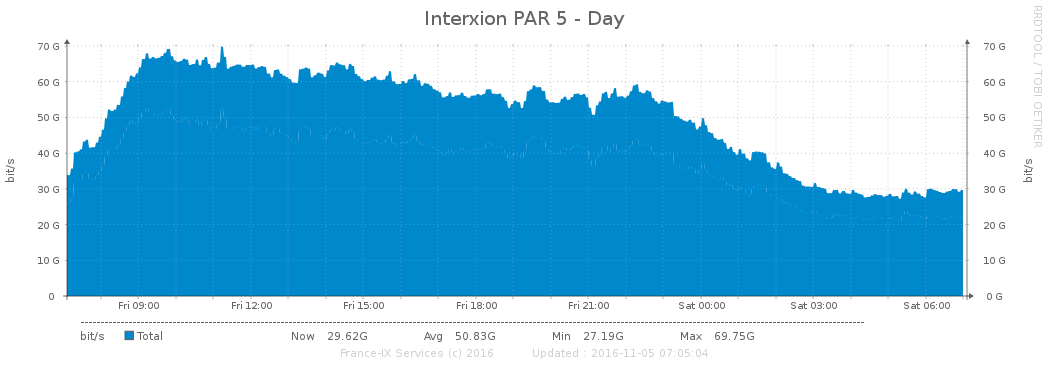 Interxion PAR 5 - Day
RRDTOOL / TOBI OETIKER
70 G 70 G
60 G 60 G
50 G 50 G
40 G 40 G
30 G 30 G
20 G 20 G
10 G 10 G
0 0 G
bit/s bit/s
Fri 09:00 Fri 12:00 Fri 15:00 Fri 18:00 Fri 21:00 Sat 00:00 Sat 03:00 Sat 06:00
bit/s Total Now 29.62G Avg 50.83G Min 27.19G Max 69.75G
France-IX Services (c) 2016 Updated : 2016-11-05 07:05:04